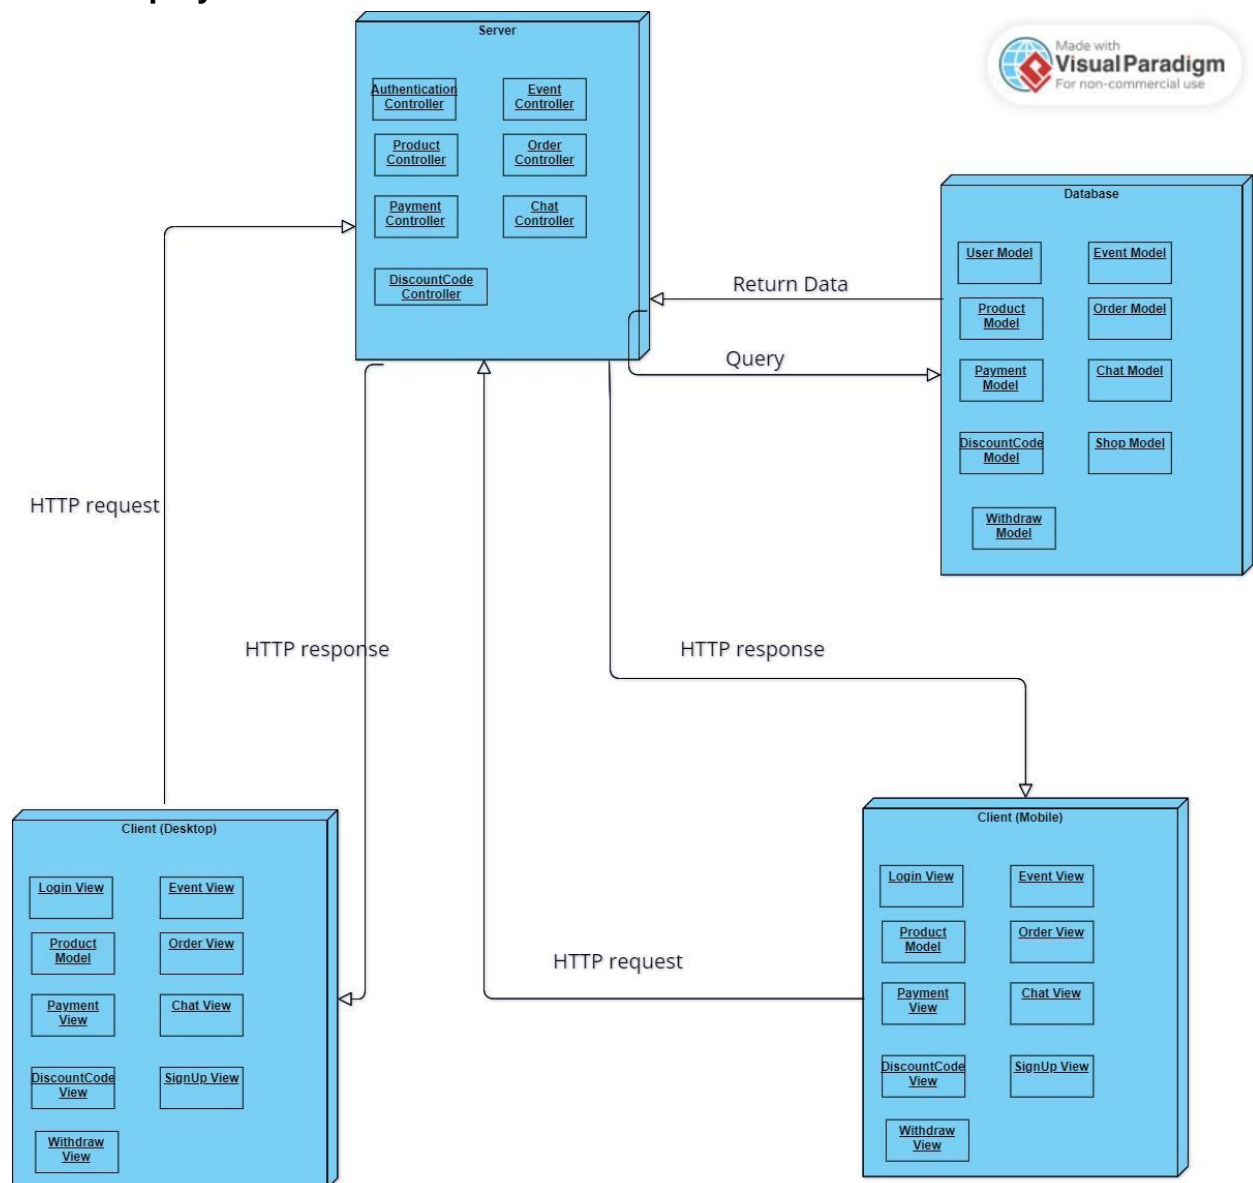 Server
Authentication
Controller
Event
Controller
Product
Controller
Order
Controller
Payment
Controller
Chat
Controller
DiscountCode
Controller
Made with
VisualParadigm
For non-commercial use
Database
User Model
Event Model
Product
Model
Order Model
Payment
Model
Chat Model
DiscountCode
Model
Shop Model
Withdraw
Model
Return Data
Query
HTTP request
HTTP response
HTTP response
HTTP request
Client (Desktop)
Login View
Event View
Product
Model
Order View
Payment
View
Chat View
DiscountCode
View
SignUp View
Withdraw
View
Client (Mobile)
Login View
Event View
Product
Model
Order View
Payment
View
Chat View
DiscountCode
View
SignUp View
Withdraw
View